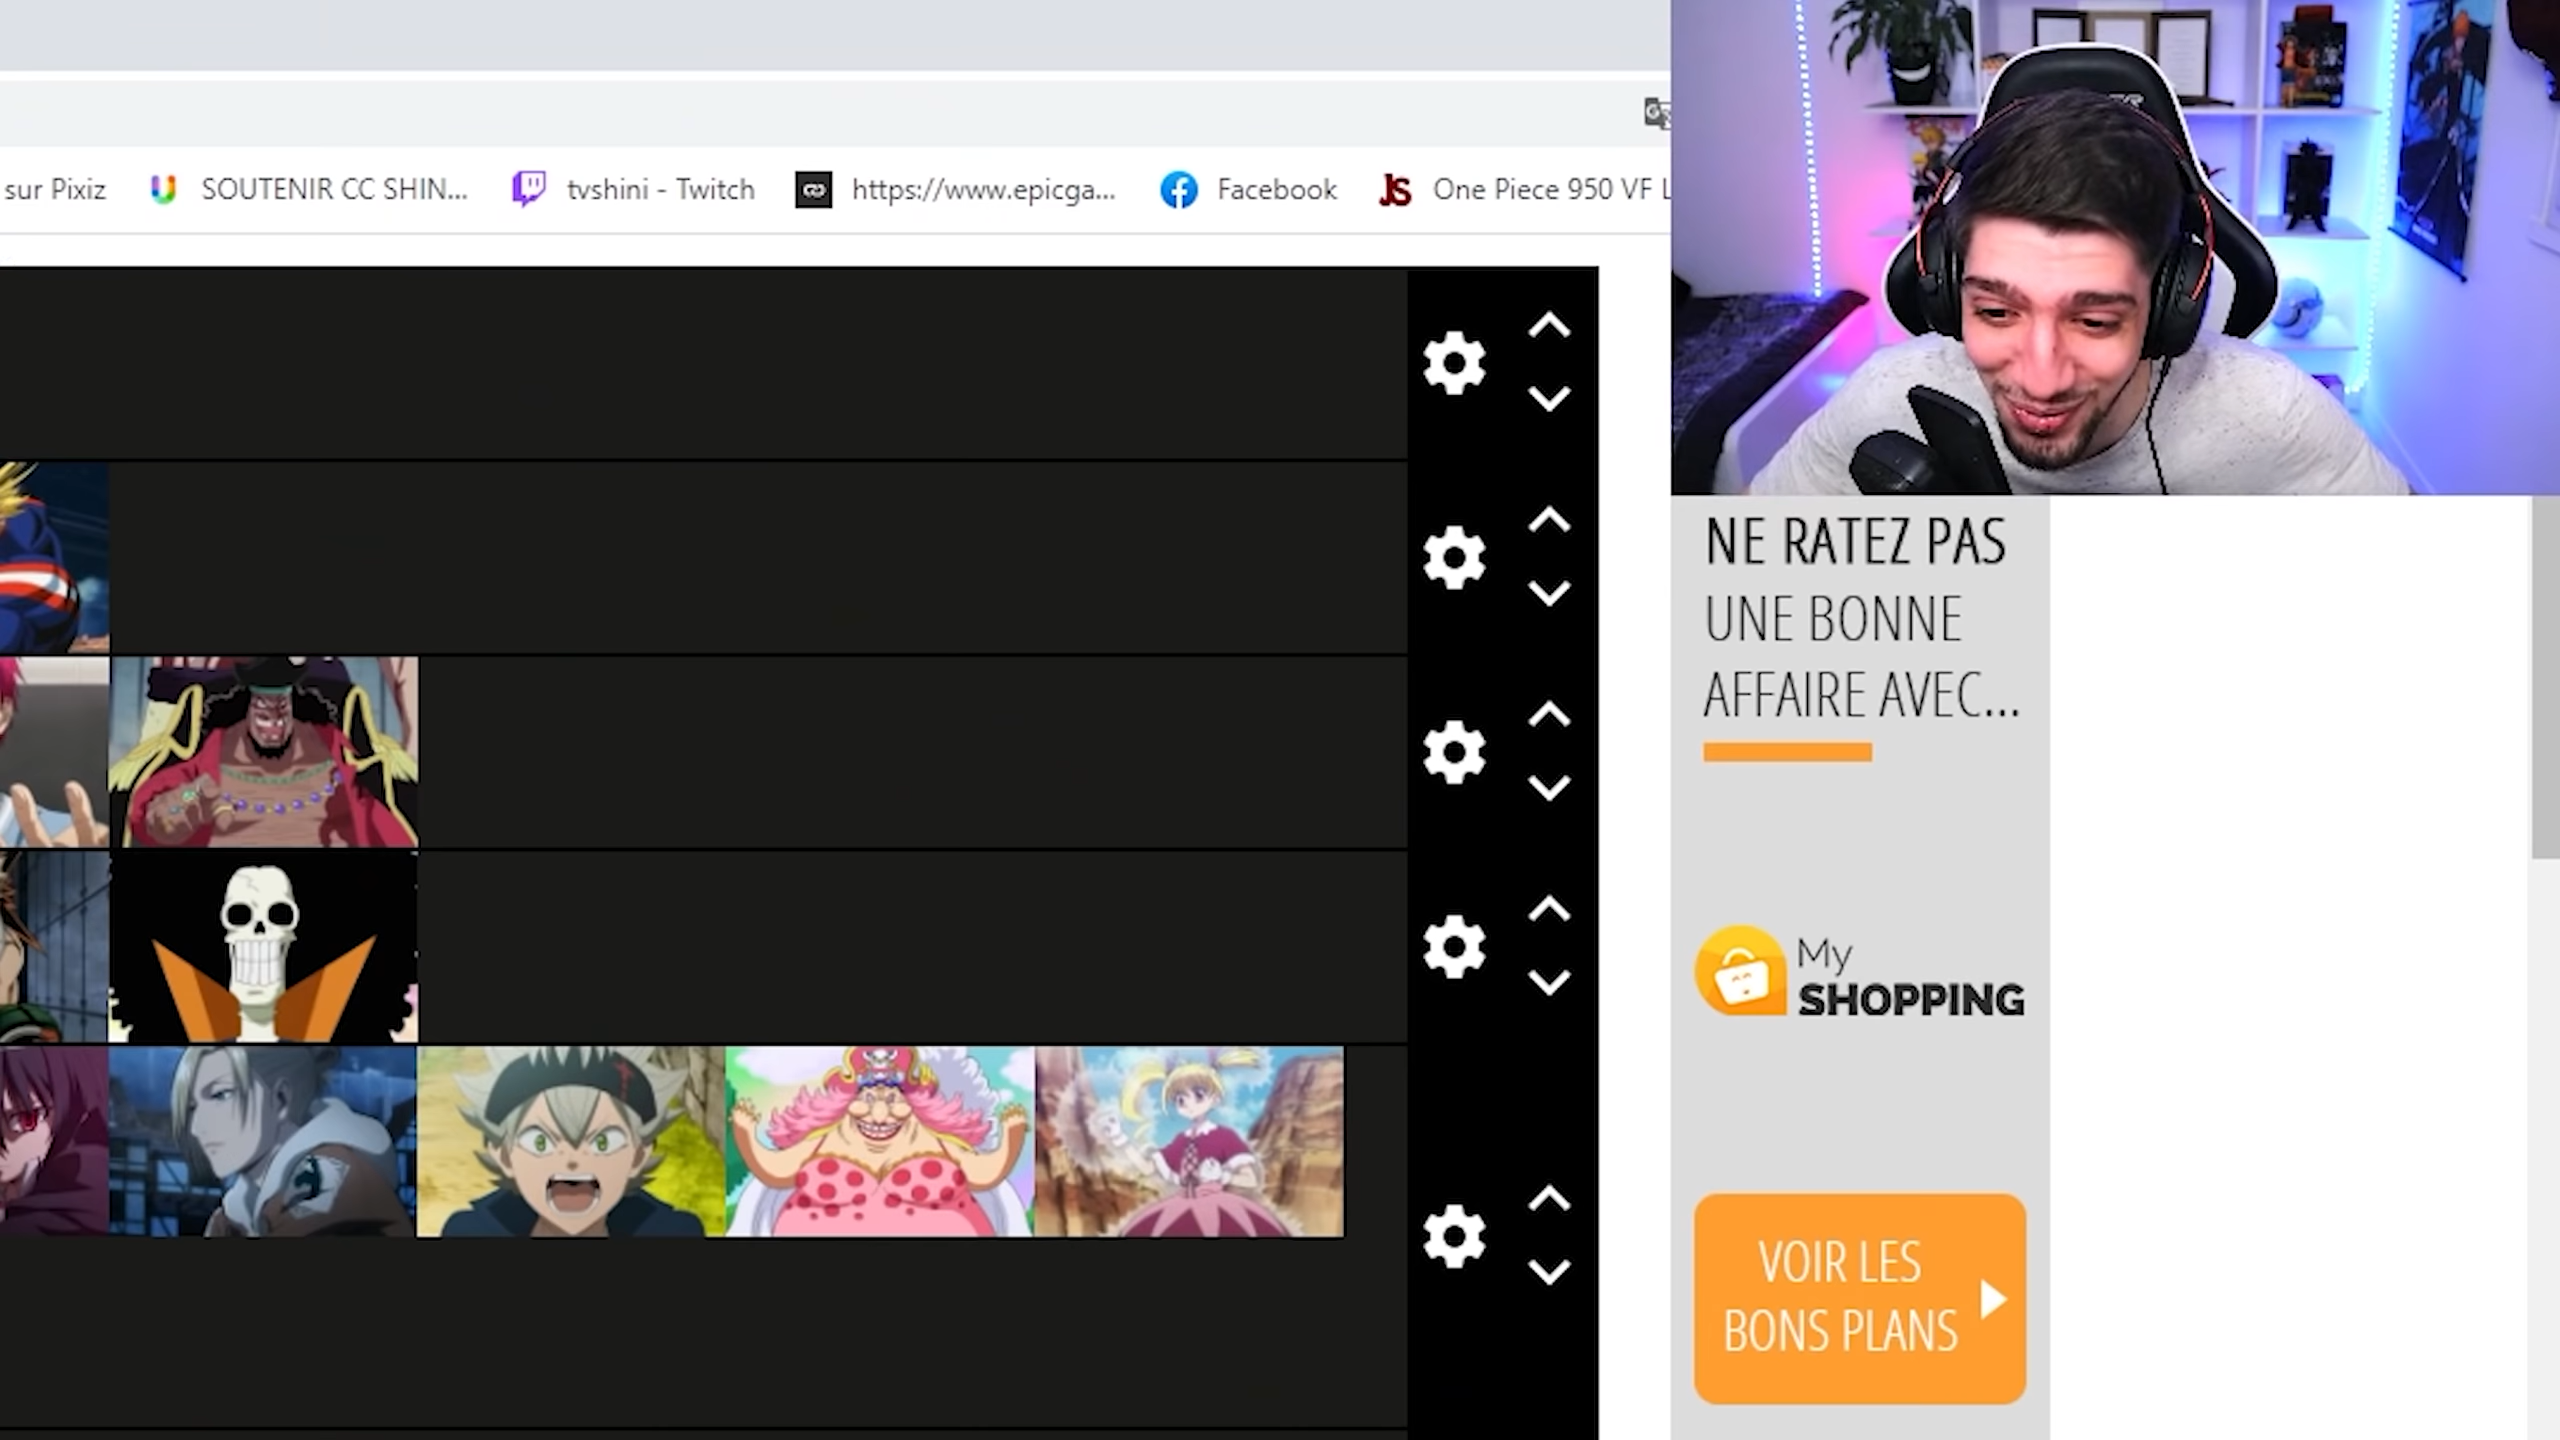 sur Pixiz
SOUTENIR CC SHIN...
tvshini - Twitch
https://www.epicga...
Facebook
One Piece 950 VF L
NE RATEZ PAS
UNE BONNE
AFFAIRE AVEC...
My
SHOPPING
VOIR LES
BONS PLANS